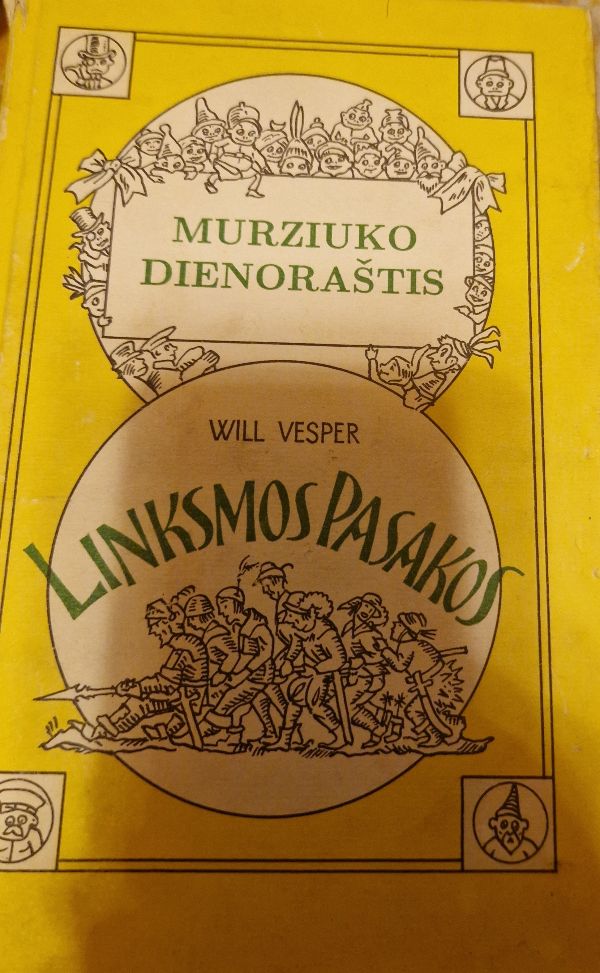 MURZIUKO
DIENORAŠTIS
WILL VESPER
LINKSMOS PASAKOS